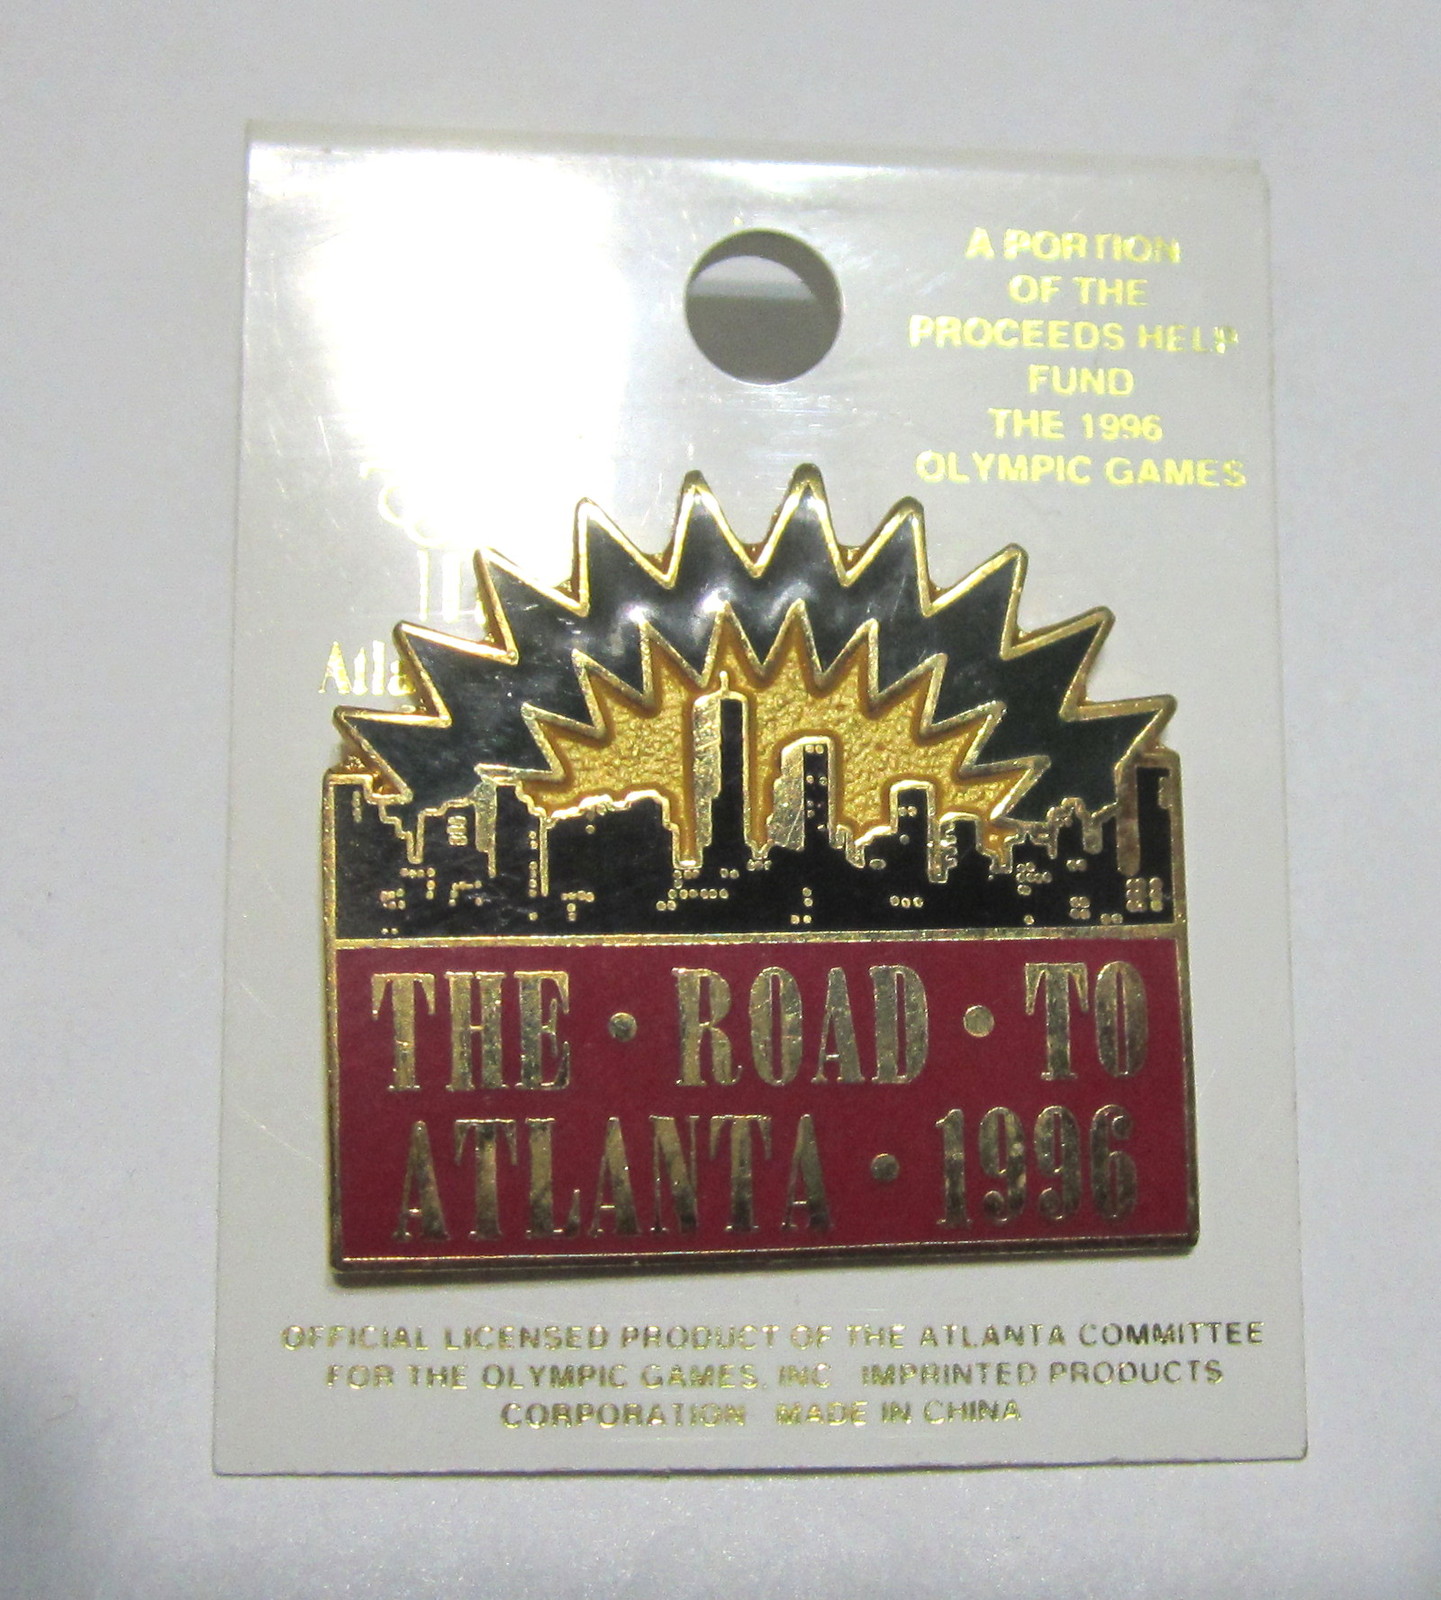 A PORTION
OF THE
PROCEEDS HELP
FUND
THE 1996
OLYMPIC GAMES
THE • ROAD • TO
ATLANTA • 1996
OFFICIAL LICENSED PRODUCT OF THE ATLANTA COMMITTEE
FOR THE OLYMPIC GAMES, INC IMPRINTED PRODUCTS
CORPORATION MADE IN CHINA